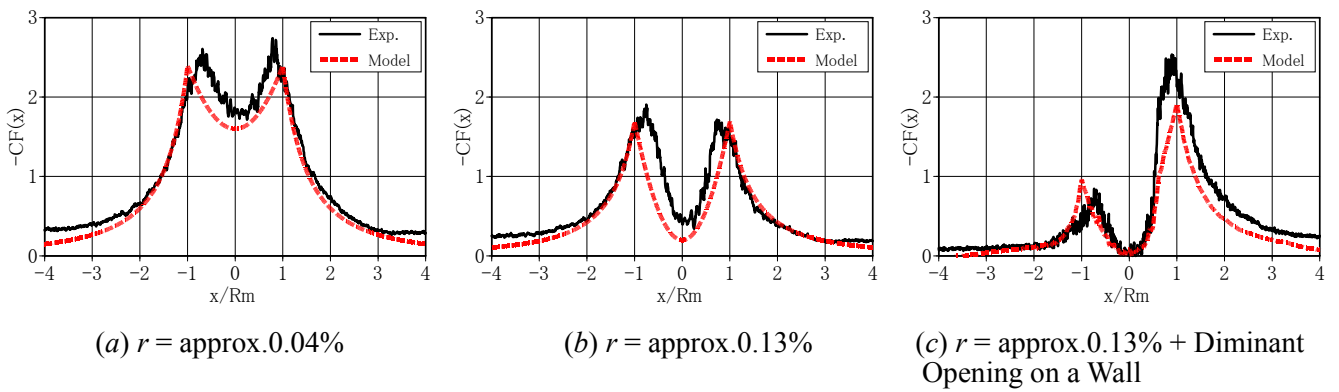 3
2
1
0
-CF(x)
Exp.
Model
-4 -3 -2 -1 0 1 2 3 4
x/Rm
(a) r = approx.0.04%
3
2
1
0
-CF(x)
Exp.
Model
-4 -3 -2 -1 0 1 2 3 4
x/Rm
(b) r = approx.0.13%
3
2
1
0
-CF(x)
Exp.
Model
-4 -3 -2 -1 0 1 2 3 4
x/Rm
(c) r = approx.0.13% + Diminant
Opening on a Wall